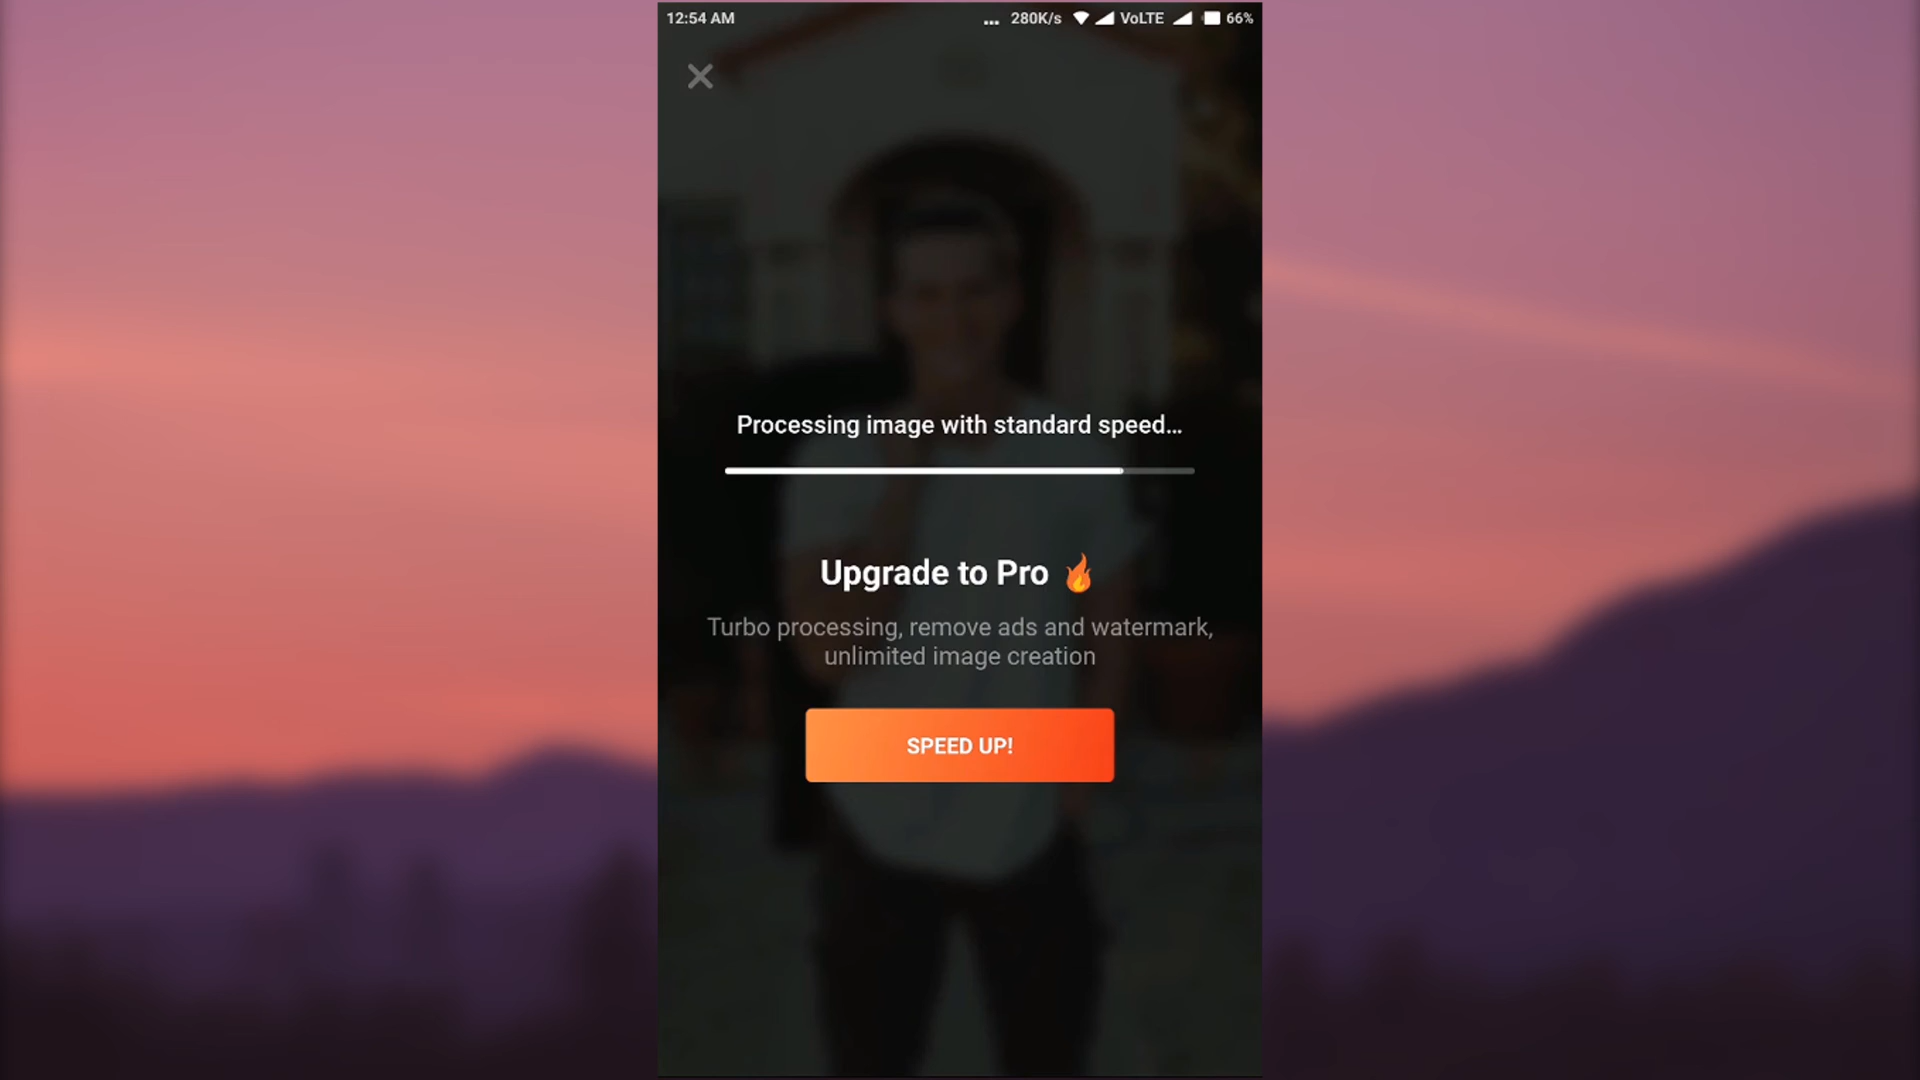 12:54 AM ... 280K/s VoLTE 66%
Processing image with standard speed...
Upgrade to Pro 🔥
Turbo processing, remove ads and watermark,
unlimited image creation
SPEED UP!